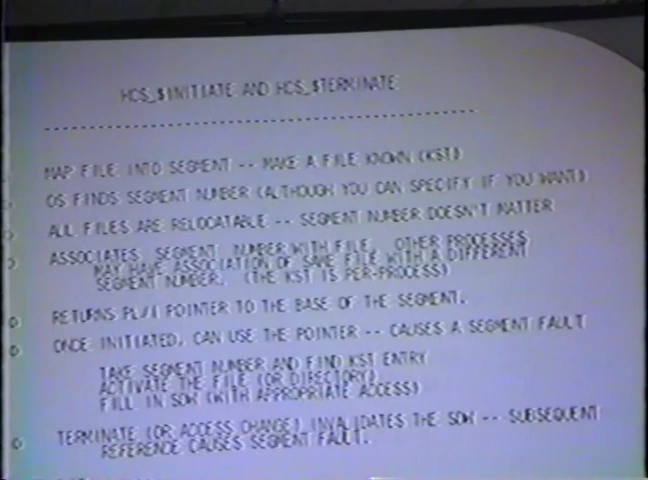 HCS_$INITIATE AND HCS_$TERMINATE
MAP FILE INTO SEGMENT -- MAKE A FILE KNOWN (KST)
OS FINDS SEGMENT NUMBER (ALTHOUGH YOU CAN SPECIFY IF YOU WANT)
ALL FILES ARE RELOCATABLE -- SEGMENT NUMBER DOESN'T MATTER
ASSOCIATES SEGMENT NUMBER WITH FILE. OTHER PROCESSES
MAY HAVE ASSOCIATION OF SAME FILE WITH A DIFFERENT
SEGMENT NUMBER. (THE KST IS PER-PROCESS)
o RETURNS PL/I POINTER TO THE BASE OF THE SEGMENT.
o ONCE INITIATED, CAN USE THE POINTER -- CAUSES A SEGMENT FAULT
TAKE SEGMENT NUMBER AND FIND KST ENTRY
ACTIVATE THE FILE (OR DIRECTORY)
FILL IN SDW (WITH APPROPRIATE ACCESS)
o TERMINATE (OR ACCESS CHANGE) INVALIDATES THE SDW -- SUBSEQUENT
REFERENCE CAUSES SEGMENT FAULT.